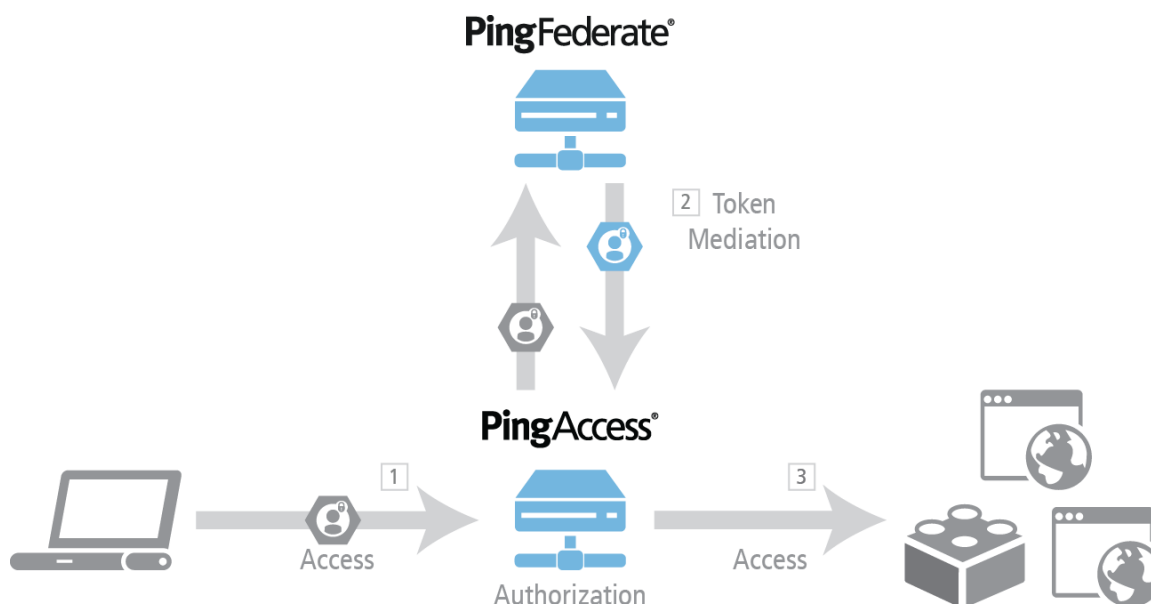 PingFederate®
2 Token
Mediation
PingAccess®
1
3
Access
Access
Authorization